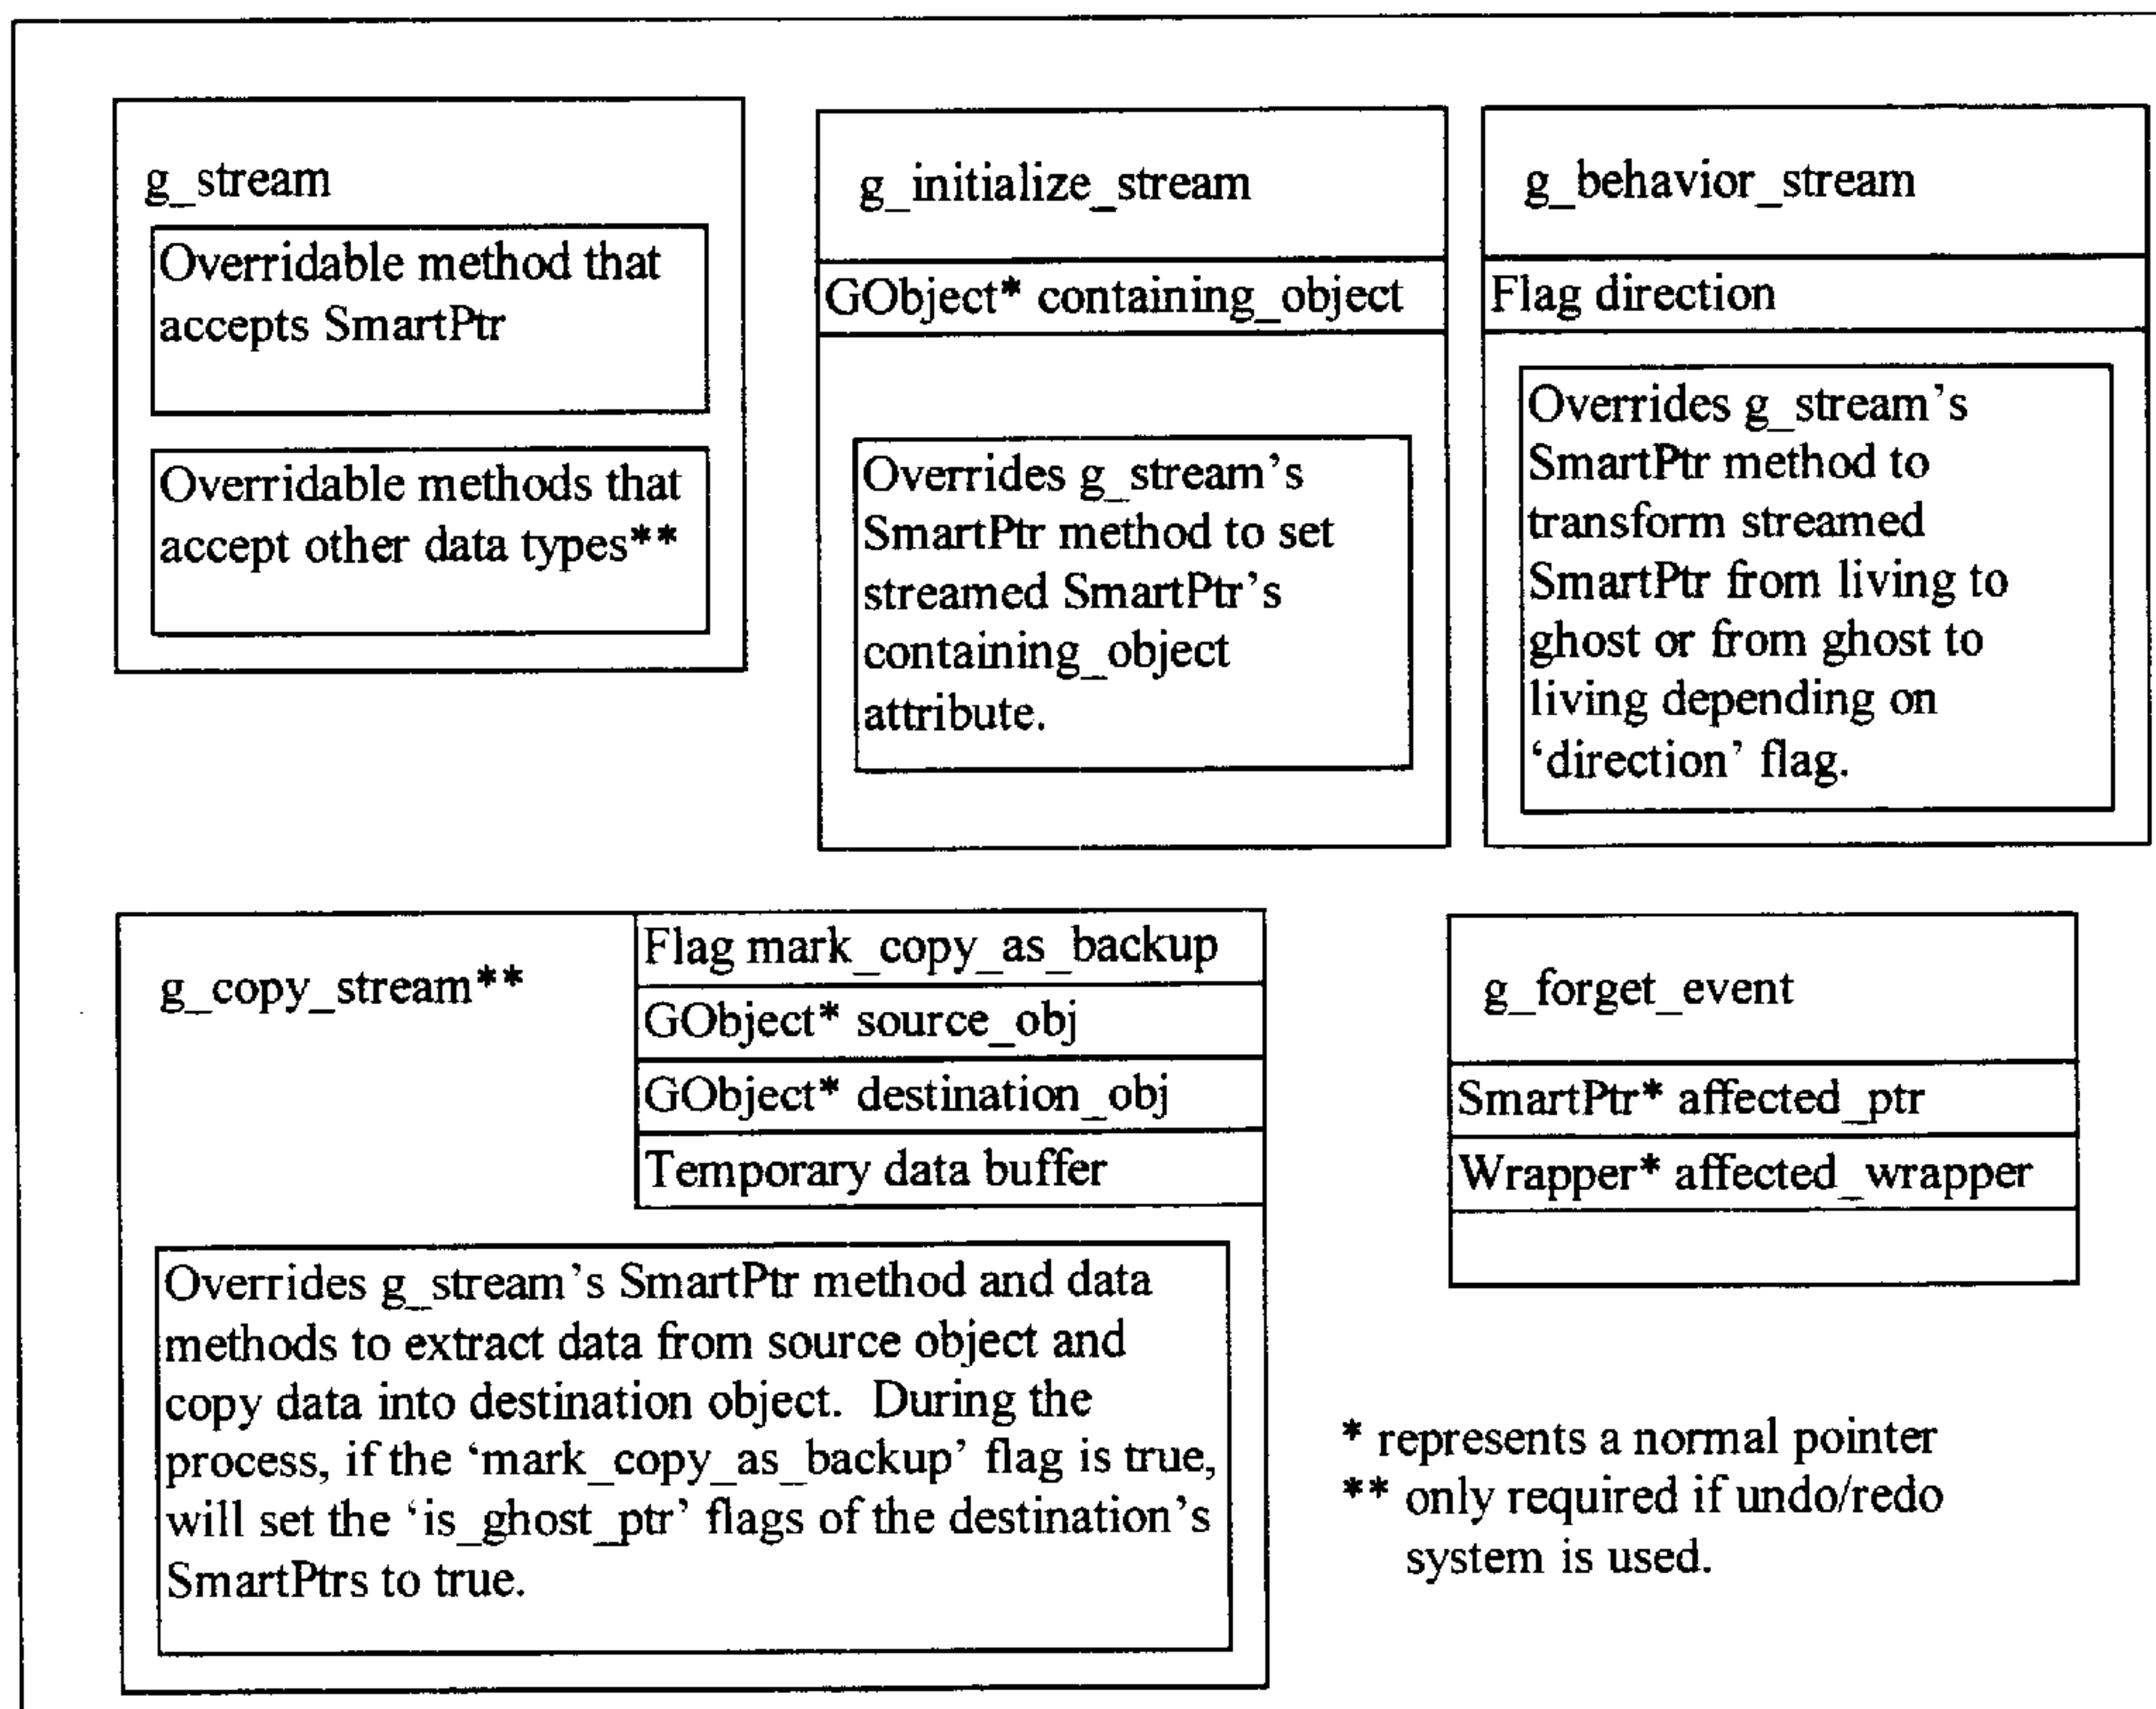 g_stream
Overridable method that
accepts SmartPtr
Overridable methods that
accept other data types**
g_initialize_stream
GObject* containing_object
Overrides g_stream's
SmartPtr method to set
streamed SmartPtr's
containing_object
attribute.
g_behavior_stream
Flag direction
Overrides g_stream's
SmartPtr method to
transform streamed
SmartPtr from living to
ghost or from ghost to
living depending on
‘direction’ flag.
g_copy_stream**
Flag mark_copy_as_backup
GObject* source_obj
GObject* destination_obj
Temporary data buffer
Overrides g_stream’s SmartPtr method and data
methods to extract data from source object and
copy data into destination object.  During the
process, if the ‘mark_copy_as_backup’ flag is true,
will set the ‘is_ghost_ptr’ flags of the destination’s
SmartPtrs to true.
g_forget_event
SmartPtr* affected_ptr
Wrapper* affected_wrapper
* represents a normal pointer
** only required if undo/redo
system is used.